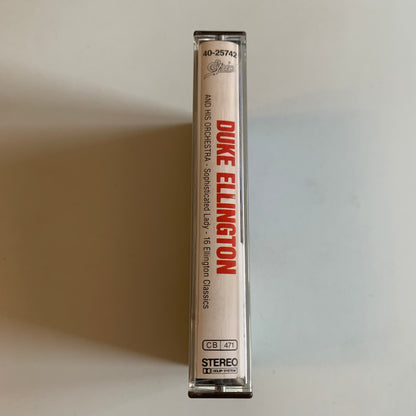 40-25742
Epic
DUKE ELLINGTON
AND HIS ORCHESTRA - Sophisticated Lady - 16 Ellington Classics
CB 471
STEREO
DOLBY SYSTEM